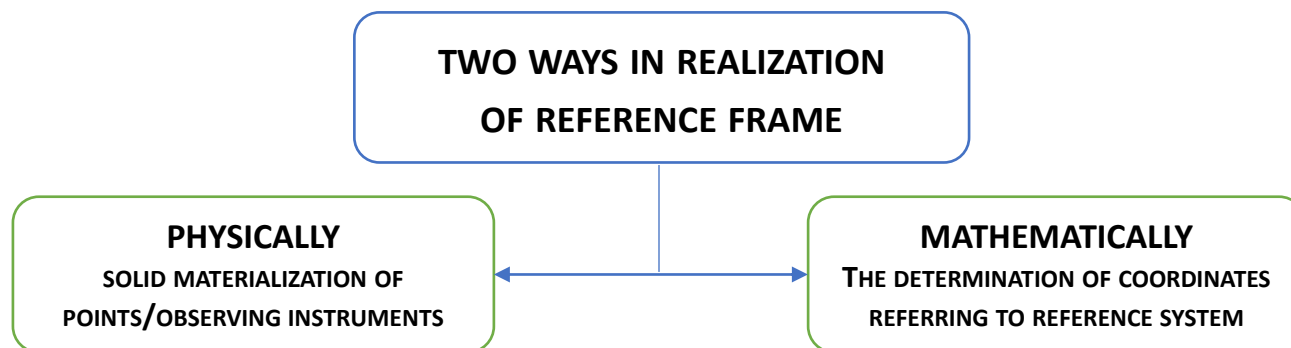 TWO WAYS IN REALIZATION
OF REFERENCE FRAME
PHYSICALLY
SOLID MATERIALIZATION OF
POINTS/OBSERVING INSTRUMENTS
MATHEMATICALLY
THE DETERMINATION OF COORDINATES
REFERRING TO REFERENCE SYSTEM